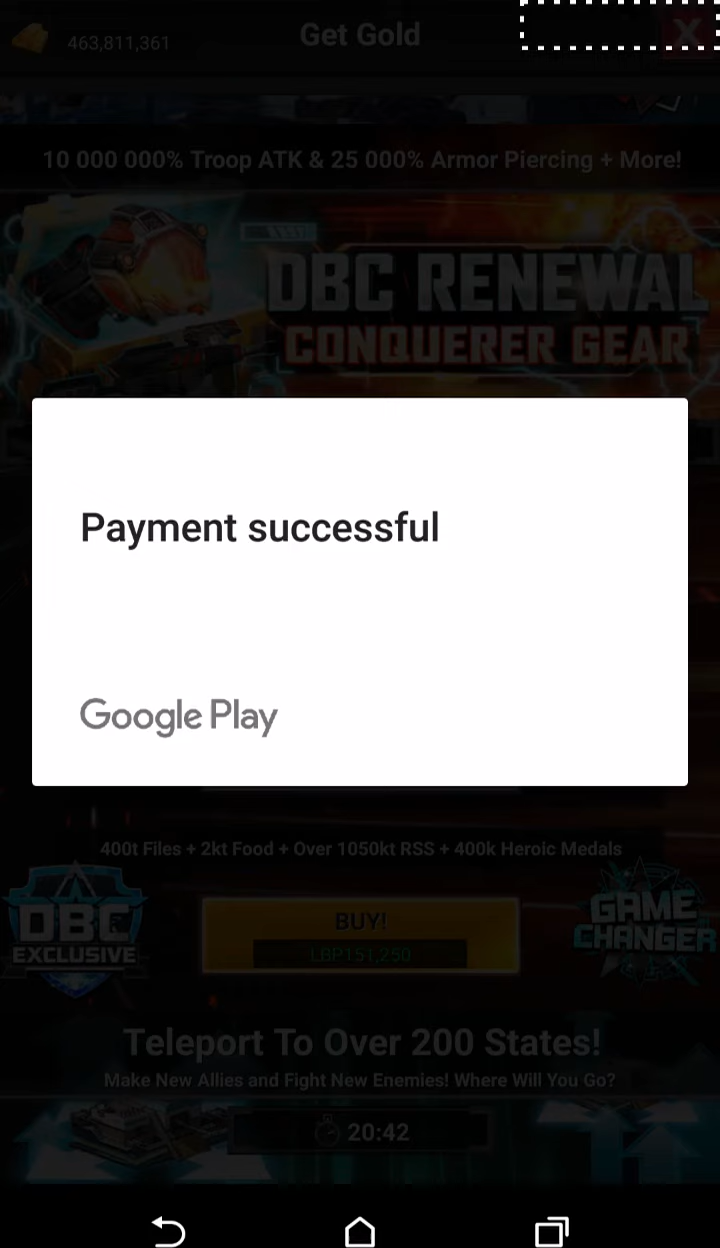 463,811,361
Get Gold
X
10 000 000% Troop ATK & 25 000% Armor Piercing + More!
DBC RENEWAL
CONQUERER GEAR
Payment successful
Google Play
400t Files + 2kt Food + Over 1050kt RSS + 400k Heroic Medals
DBC
EXCLUSIVE
BUY!
LBP151,250
GAME
CHANGER
Teleport To Over 200 States!
Make New Allies and Fight New Enemies! Where Will You Go?
20:42